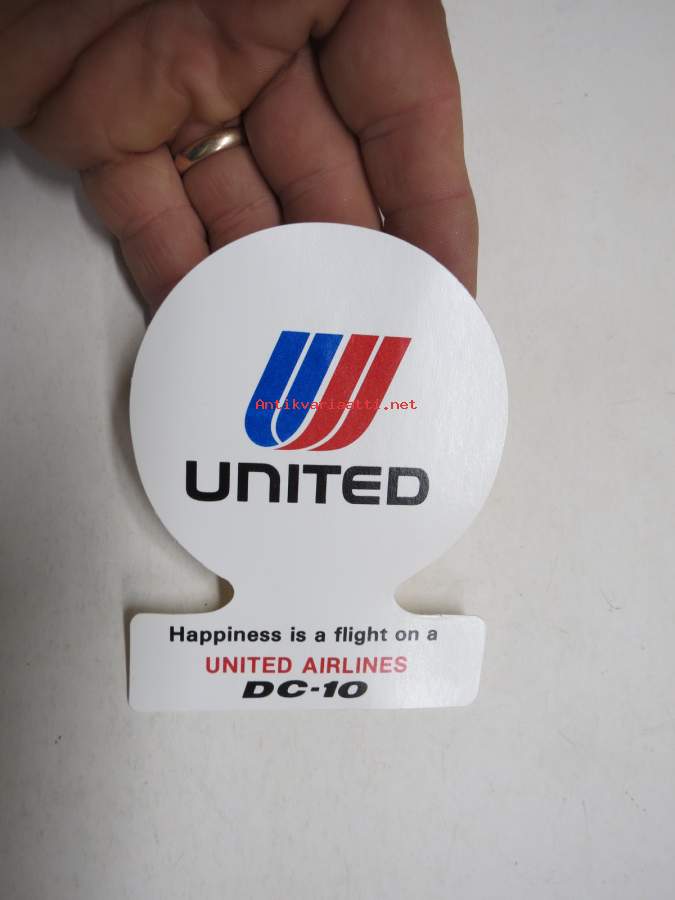 Antikvariaatti.net
UNITED
Happiness is a flight on a
UNITED AIRLINES
DC-10